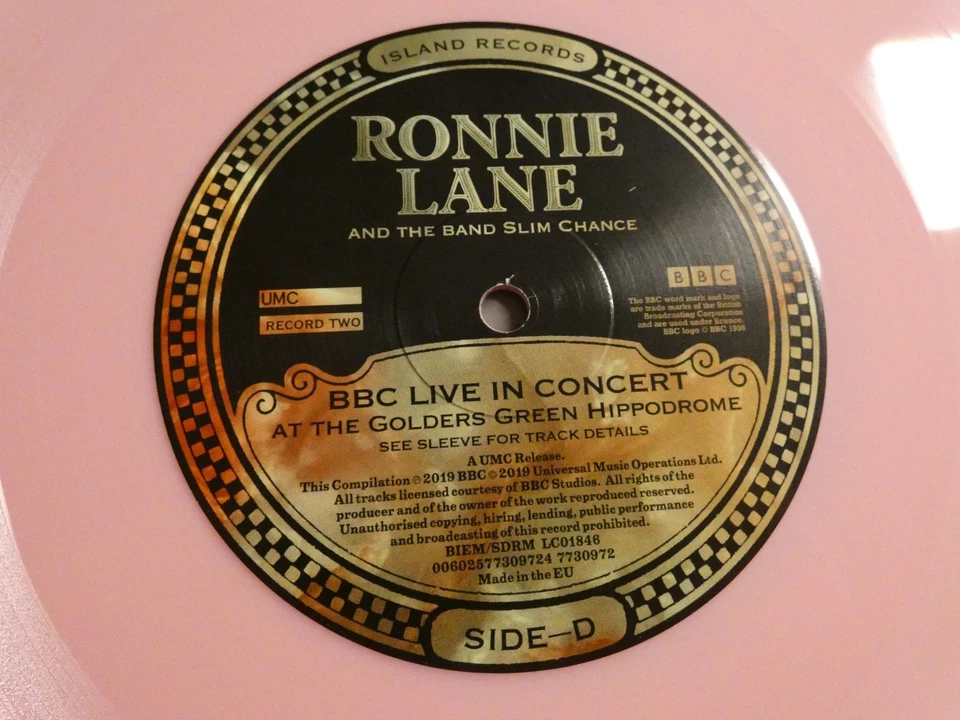 ISLAND RECORDS
RONNIE
LANE
AND THE BAND SLIM CHANCE
UMC
RECORD TWO
BBC
The BBC word mark and logo
are trade marks of the British
Broadcasting Corporation
and are used under licence.
BBC logo © BBC 1996
BBC LIVE IN CONCERT
AT THE GOLDERS GREEN HIPPODROME
SEE SLEEVE FOR TRACK DETAILS
A UMC Release.
This Compilation ℗ 2019 BBC © 2019 Universal Music Operations Ltd.
All tracks licensed courtesy of BBC Studios. All rights of the
producer and of the owner of the work reproduced reserved.
Unauthorised copying, hiring, lending, public performance
and broadcasting of this record prohibited.
BIEM/SDRM LC01846
00602577309724 7730972
Made in the EU
SIDE—D